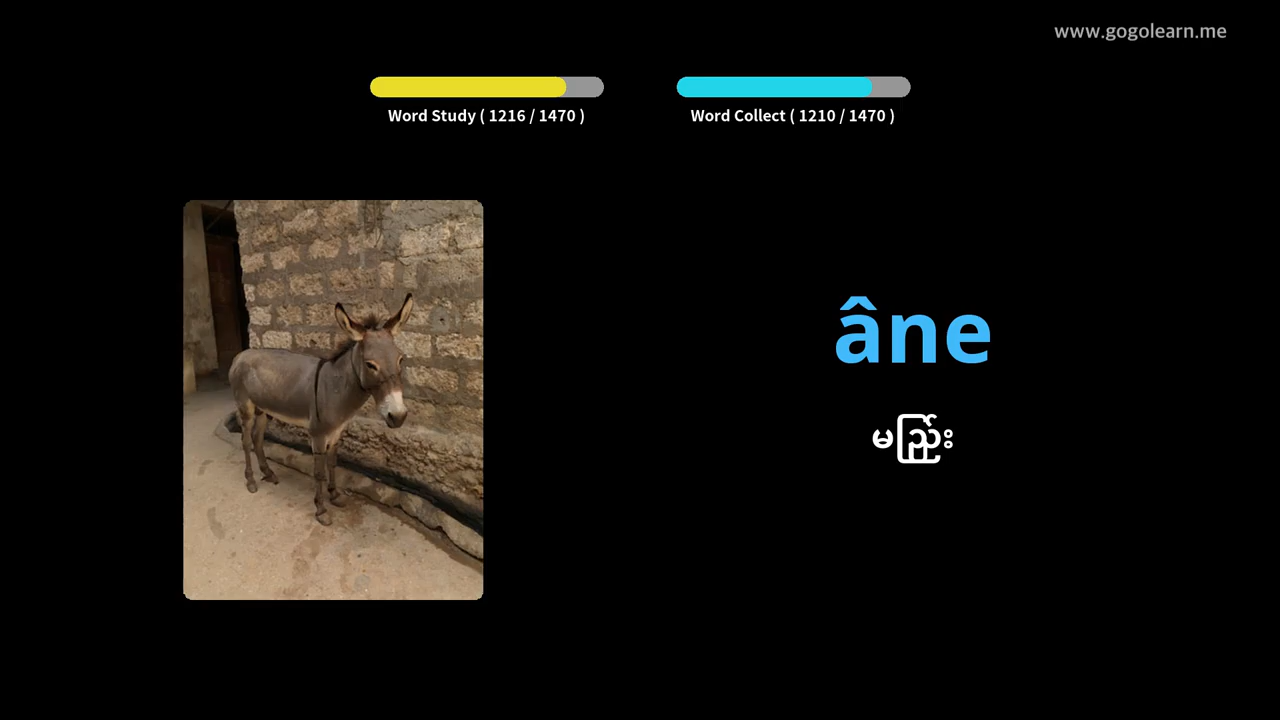 www.gogolearn.me
Word Study ( 1216 / 1470 )
Word Collect ( 1210 / 1470 )
âne
မြည်း